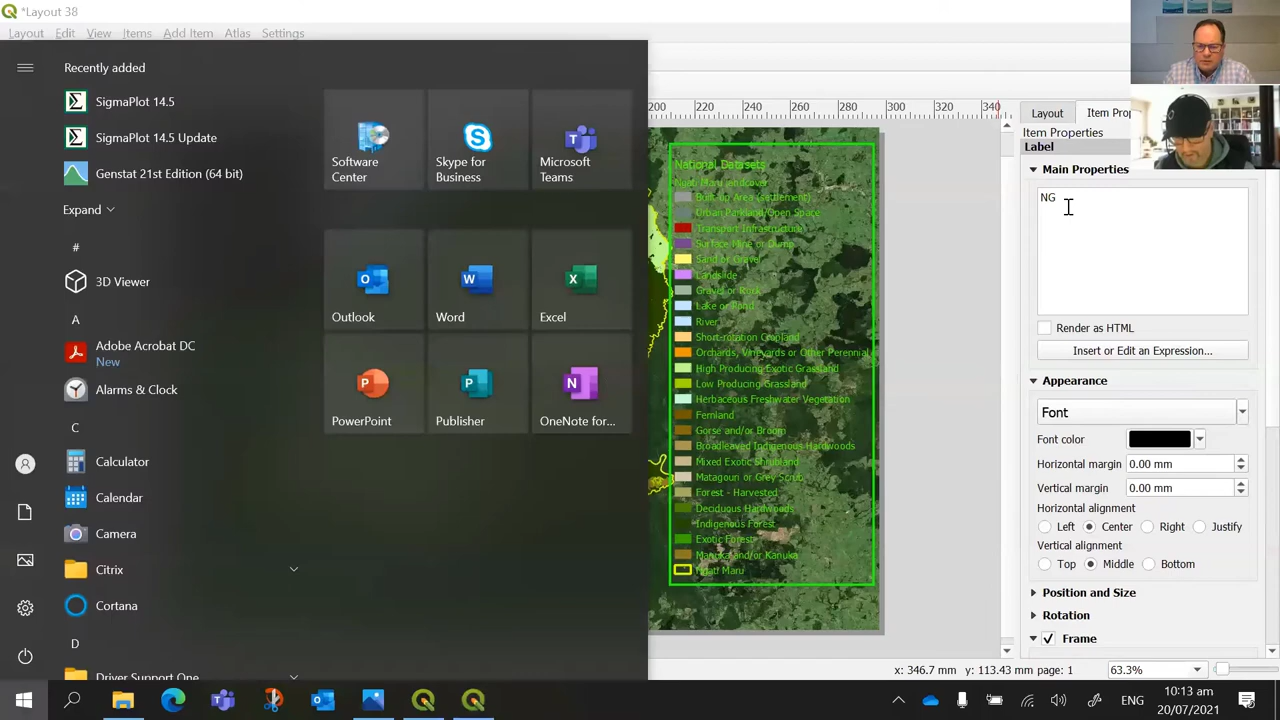 *Layout 38
Layout Edit View Items Add Item Atlas Settings
Recently added
SigmaPlot 14.5
SigmaPlot 14.5 Update
Genstat 21st Edition (64 bit)
Expand
#
3D Viewer
A
Adobe Acrobat DC
New
Alarms & Clock
C
Calculator
Calendar
Camera
Citrix
Cortana
D
Driver Support One
Software Center
Skype for Business
Microsoft Teams
Outlook
Word
Excel
PowerPoint
Publisher
OneNote for...
200 220 240 260 280 300 320 340
National Datasets
Ngati Maru landcover
Built-up Area (settlement)
Urban Parkland/Open Space
Transport Infrastructure
Surface Mine or Dump
Sand or Gravel
Landslide
Gravel or Rock
Lake or Pond
River
Short-rotation Cropland
Orchards, Vineyards or Other Perennial
High Producing Exotic Grassland
Low Producing Grassland
Herbaceous Freshwater Vegetation
Fernland
Gorse and/or Broom
Broadleaved Indigenous Hardwoods
Mixed Exotic Shrubland
Matagouri or Grey Scrub
Forest - Harvested
Deciduous Hardwoods
Indigenous Forest
Exotic Forest
Manuka and/or Kanuka
Ngati Maru
Layout
Item Properties
Label
Main Properties
NG
Render as HTML
Insert or Edit an Expression...
Appearance
Font
Font color
Horizontal margin 0.00 mm
Vertical margin 0.00 mm
Horizontal alignment
Left Center Right Justify
Vertical alignment
Top Middle Bottom
Position and Size
Rotation
Frame
x: 346.7 mm y: 113.43 mm page: 1 63.3%
ENG
10:13 am
20/07/2021